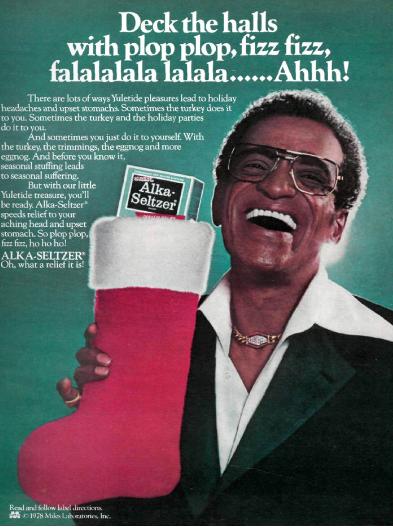 Deck the halls
with plop plop, fizz fizz,
falalalala lalala......Ahhh!
There are lots of ways Yuletide pleasures lead to holiday
headaches and upset stomachs. Sometimes the turkey does it
to you. Sometimes the turkey and the holiday parties
do it to you.
And sometimes you just do it to yourself. With
the turkey, the trimmings, the eggnog and more
eggnog. And before you know it,
seasonal stuffing leads
to seasonal suffering.
But with our little
Yuletide treasure, you'll
be ready. Alka-Seltzer®
speeds relief to your
aching head and upset
stomach. So plop plop,
fizz fizz, ho ho ho!
ALKA-SELTZER®
Oh, what a relief it is!
Alka-
Seltzer
Read and follow label directions.
© 1978 Miles Laboratories, Inc.